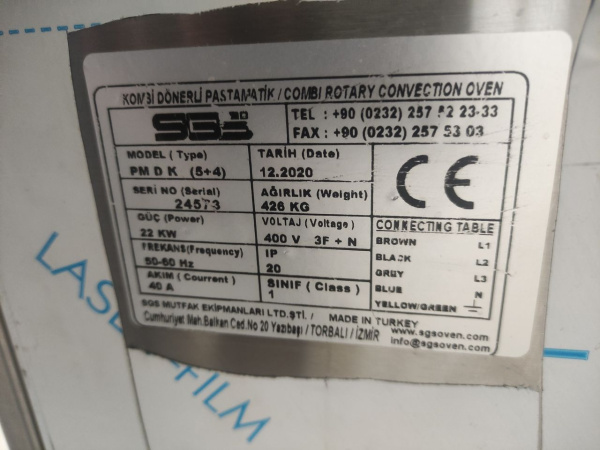 KOMBİ DÖNERLİ PASTAMATİK / COMBI ROTARY CONVECTION OVEN
SGS
TEL : +90 (0232) 257 52 23-33
FAX : +90 (0232) 257 53 03
MODEL ( Type)
PM D K (5+4)
TARİH (Date)
12.2020
SERI NO (Serial)
24573
AĞIRLIK (Weight)
426 KG
GÜÇ (Power)
22 KW
VOLTAJ (Voltage)
400 V 3F + N
FREKANS(Frequency)
50-60 Hz
IP
20
AKIM ( Courrent)
40 A
SINIF ( Class )
1
CE
CONNECTING TABLE
BROWN L1
BLACK L2
GREY L3
BLUE N
YELLOW/GREEN
SGS MUTFAK EKİPMANLARI LTD.ŞTİ./ MADE IN TURKEY
Cumhuriyet Mah.Balkan Cad.No 20 Yazıbaşı / TORBALI / İZMİR
www.sgsoven.com
info@sgsoven.com
LASER
FILM